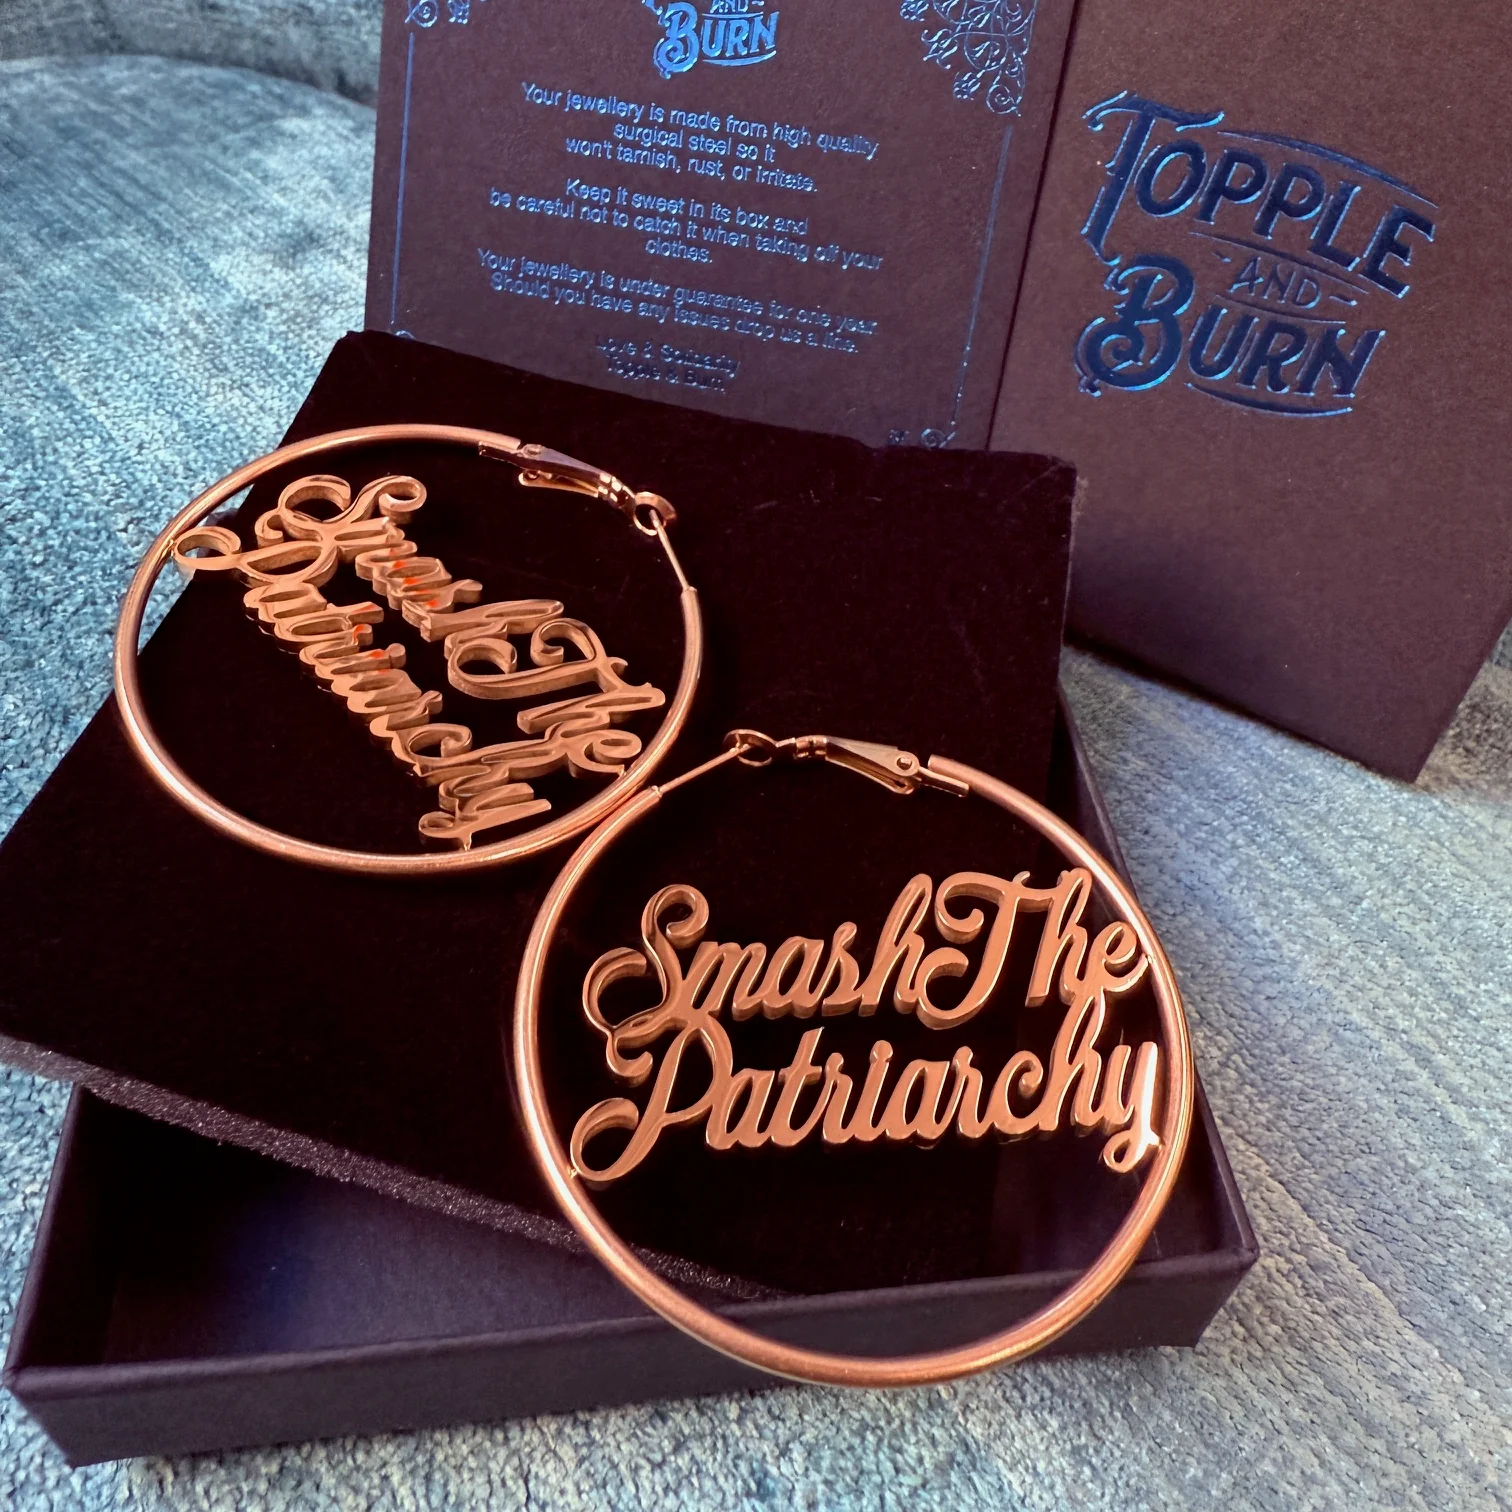 AND
BURN
Your jewellery is made from high quality
surgical steel so it
won't tarnish, rust, or irritate.
Keep it sweet in its box and
be careful not to catch it when taking off your
clothes.
Your jewellery is under guarantee for one year
Should you have any issues drop us a line.
Topple & Burn
TOPPLE
-AND-
BURN
Smash The
Patriarchy
Smash The
Patriarchy